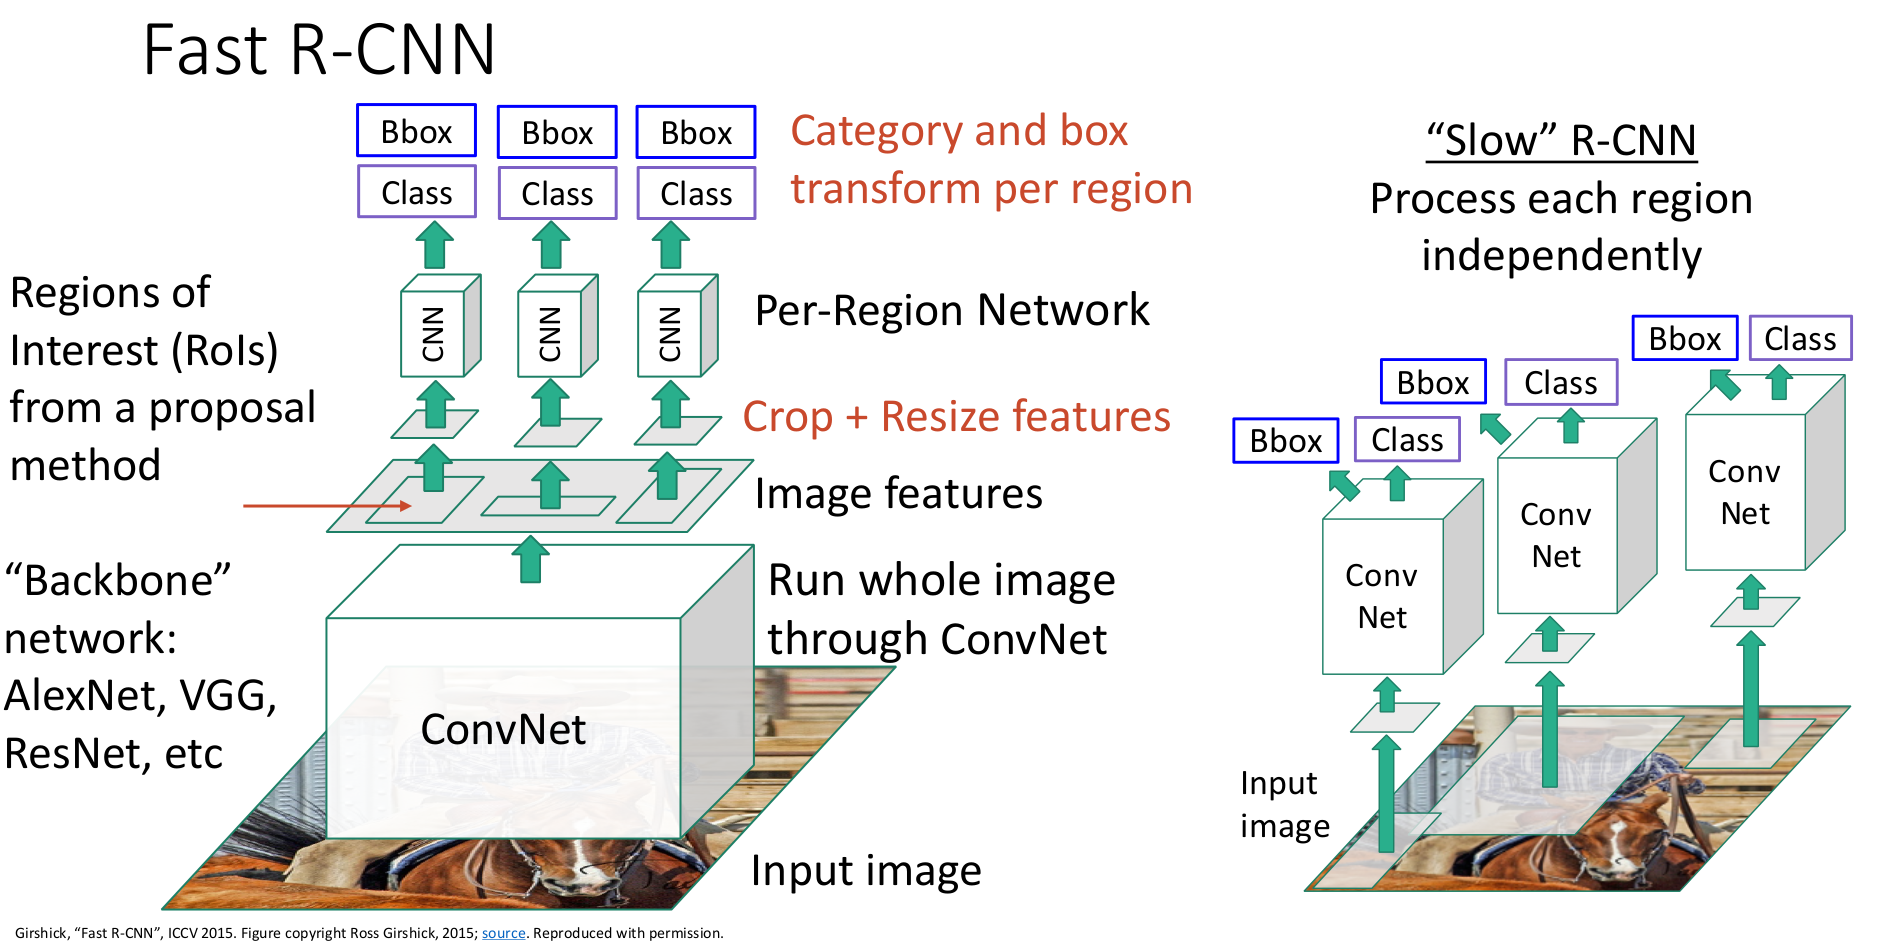 Fast R-CNN
Bbox
Bbox
Bbox
Class
Class
Class
Category and box
transform per region
CNN
CNN
CNN
Per-Region Network
Regions of
Interest (RoIs)
from a proposal
method
Crop + Resize features
Image features
“Backbone”
network:
AlexNet, VGG,
ResNet, etc
Run whole image
through ConvNet
ConvNet
Input image
“Slow” R-CNN
Process each region
independently
Bbox
Class
Bbox
Class
Bbox
Class
Conv
Net
Conv
Net
Conv
Net
Input
image
Girshick, “Fast R-CNN”, ICCV 2015. Figure copyright Ross Girshick, 2015; source. Reproduced with permission.